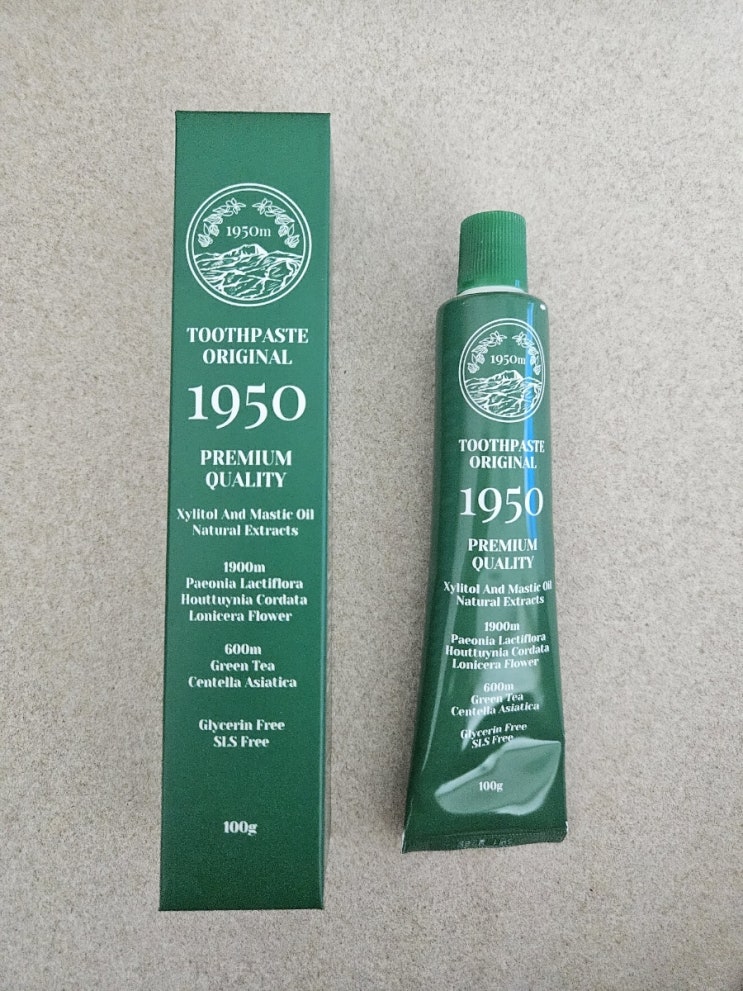 1950m
TOOTHPASTE
ORIGINAL
1950
PREMIUM
QUALITY
Xylitol And Mastic Oil
Natural Extracts
1900m
Paeonia Lactiflora
Houttuynia Cordata
Lonicera Flower
600m
Green Tea
Centella Asiatica
Glycerin Free
SLS Free
100g
1950m
TOOTHPASTE
ORIGINAL
1950
PREMIUM
QUALITY
Xylitol And Mastic Oil
Natural Extracts
1900m
Paeonia Lactiflora
Houttuynia Cordata
Lonicera Flower
600m
Green Tea
Centella Asiatica
Glycerin Free
SLS Free
100g